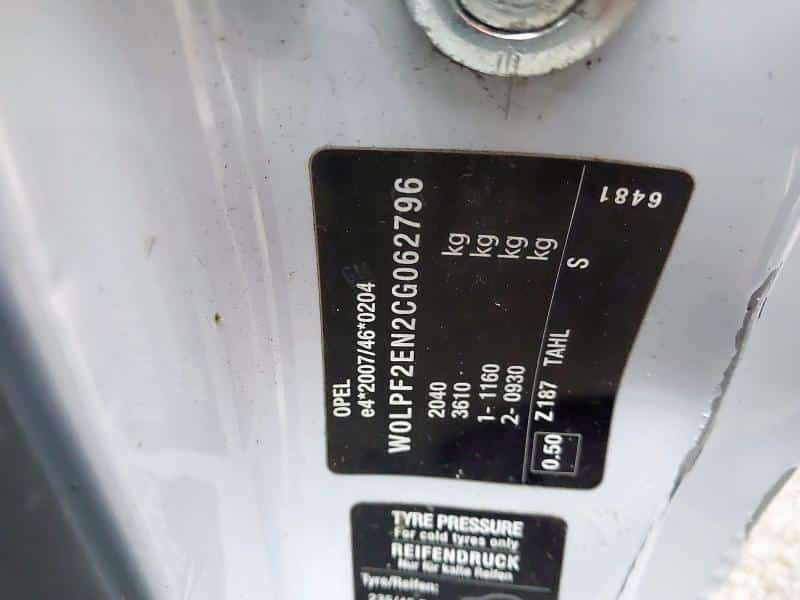 OPEL
e4*2007/46*0204
W0LPF2EN2CG062796
2040 kg
3610 kg
1- 1160 kg
2- 0930 kg
0.50 Z187 TAHL S
6481
TYRE PRESSURE
For cold tyres only
REIFENDRUCK
Nur für kalte Reifen
Tyre/Reifen: